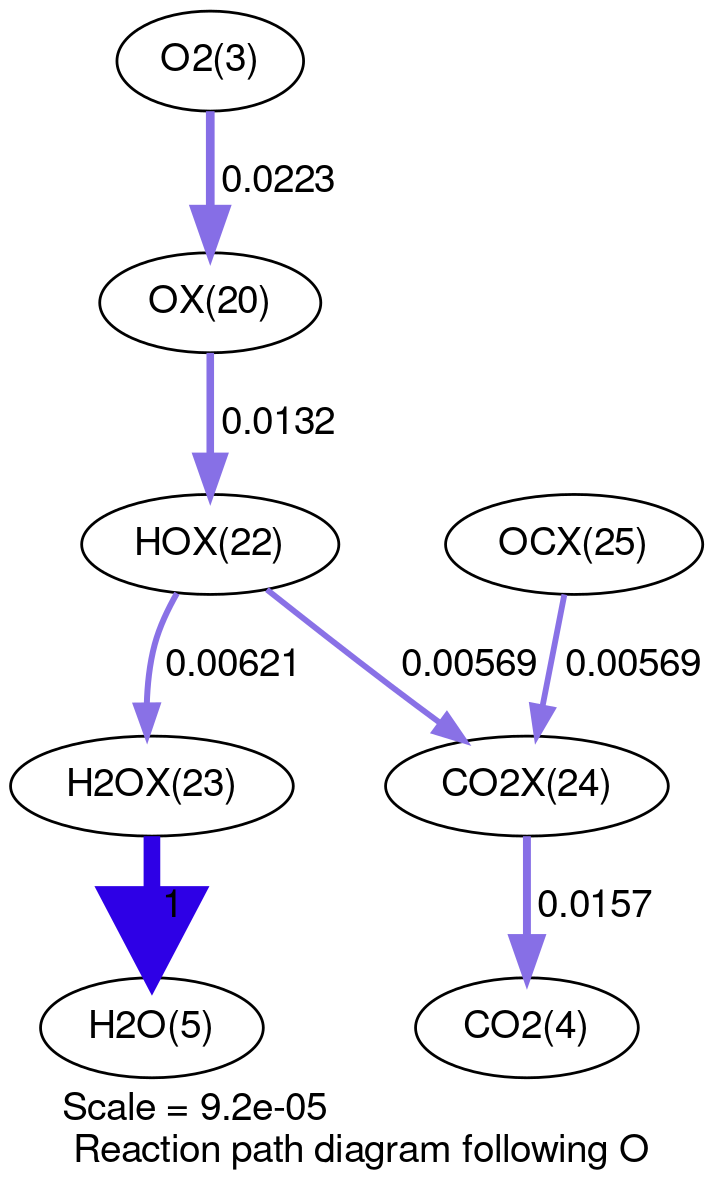 O2(3)
0.0223
OX(20)
0.0132
HOX(22)
OCX(25)
0.00621
0.00569
0.00569
H2OX(23)
CO2X(24)
1
0.0157
H2O(5)
CO2(4)
Scale = 9.2e-05
Reaction path diagram following O